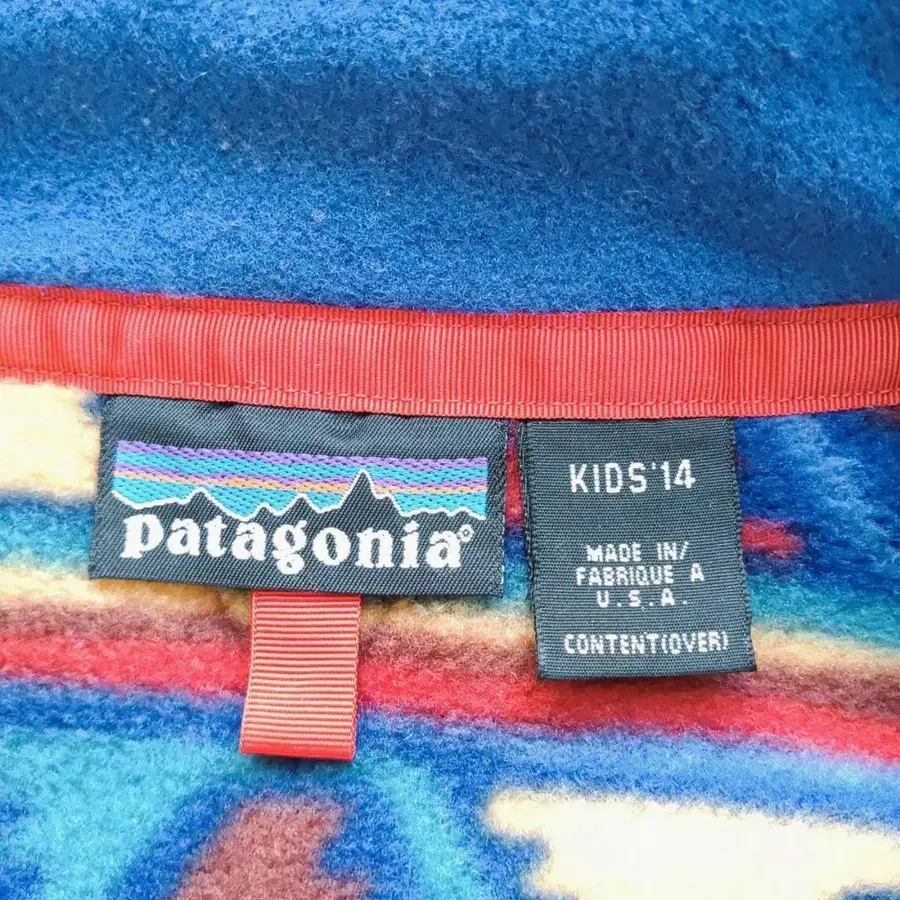 patagonia®
KIDS'14
MADE IN/
FABRIQUE A
U.S.A.
CONTENT(OVER)